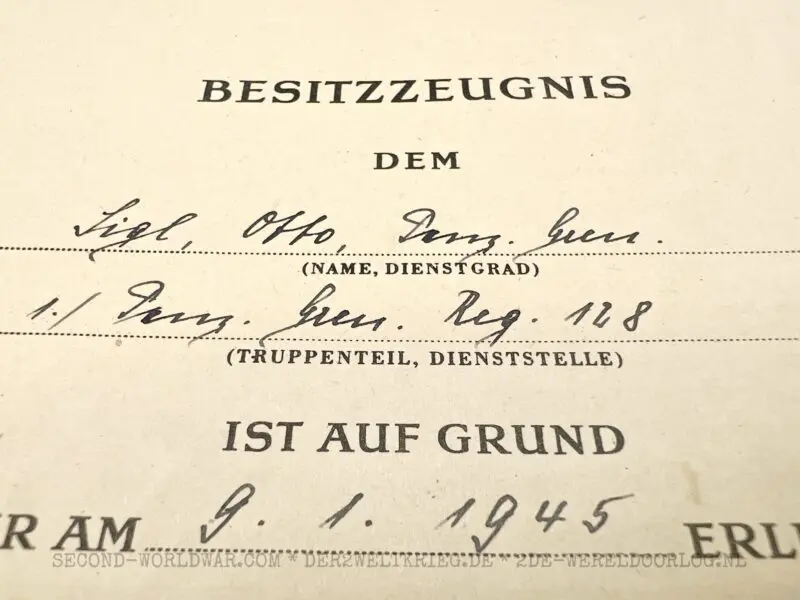 BESITZZEUGNIS
DEM
Sigl, Otto, Panz. Gren.
(NAME, DIENSTGRAD)
1./ Panz. Gren. Reg. 128
(TRUPPENTEIL, DIENSTSTELLE)
IST AUF GRUND
R AM 9. 1. 1945 ERLI
SECOND-WORLDWAR.COM * DER2WELTKRIEG.DE * 2DE-WERELDOORLOG.NL